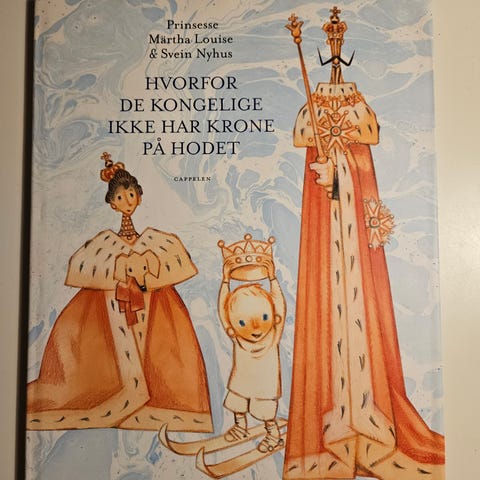 Prinsesse
Märtha Louise
& Svein Nyhus
HVORFOR
DE KONGELIGE
IKKE HAR KRONE
PÅ HODET
CAPPELEN